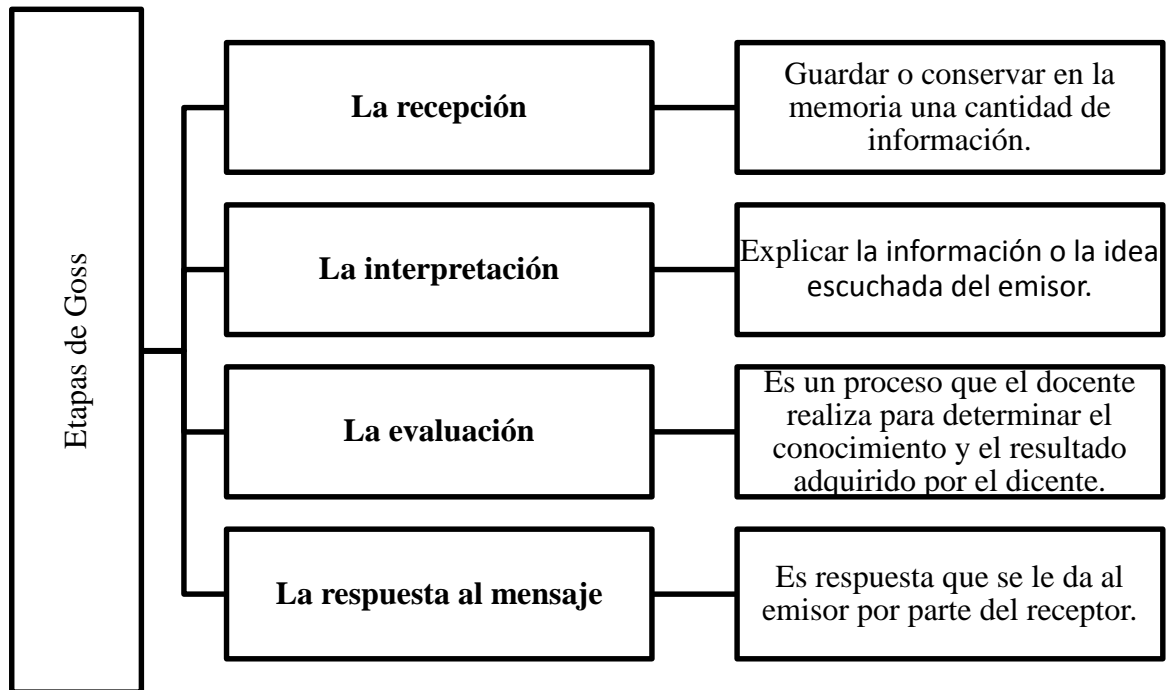 Etapas de Goss
La recepción
Guardar o conservar en la
memoria una cantidad de
información.
La interpretación
Explicar la información o la idea
escuchada del emisor.
La evaluación
Es un proceso que el docente
realiza para determinar el
conocimiento y el resultado
adquirido por el dicente.
La respuesta al mensaje
Es respuesta que se le da al
emisor por parte del receptor.